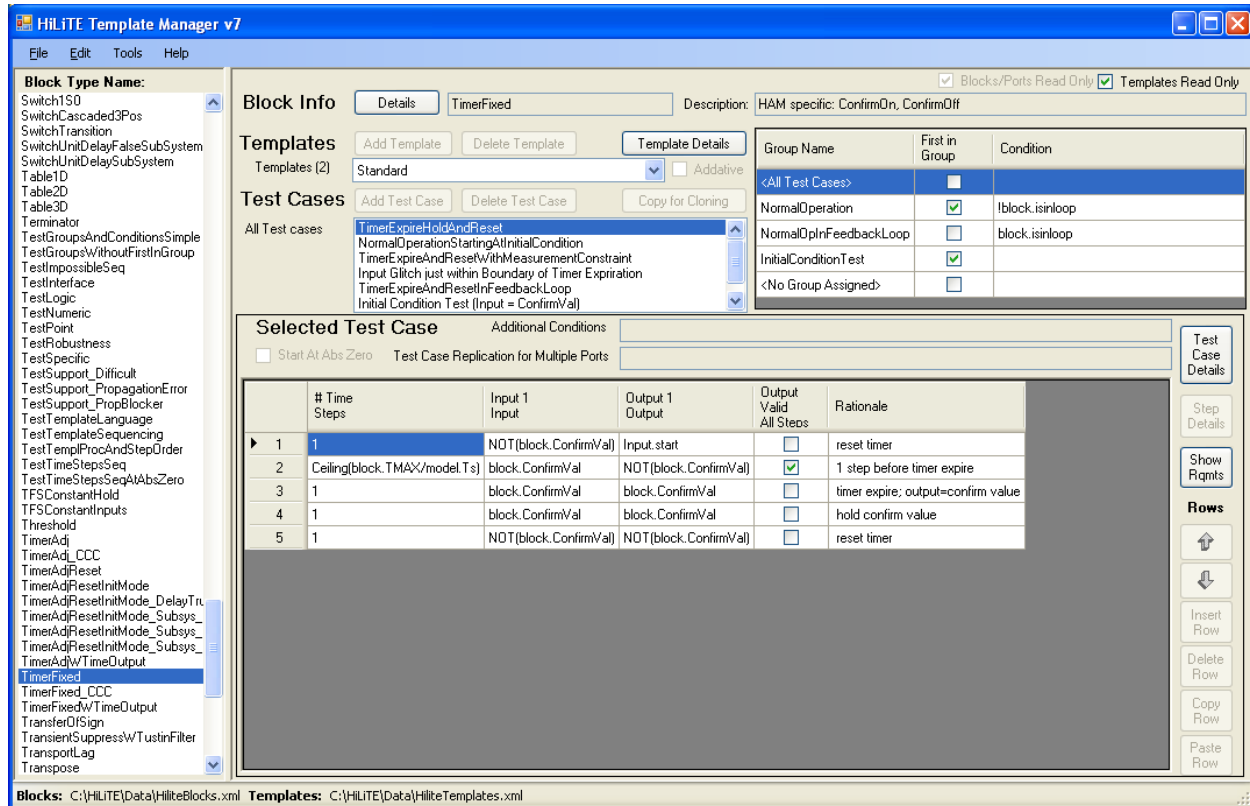 HiLiTE Template Manager v7
File Edit Tools Help
Block Type Name:
Switch1S0
SwitchCascaded3Pos
SwitchTransition
SwitchUnitDelayFalseSubSystem
SwitchUnitDelaySubSystem
Table1D
Table2D
Table3D
Terminator
TestGroupsAndConditionsSimple
TestGroupsWithoutFirstInGroup
TestImpossibleSeq
TestInterface
TestLogic
TestNumeric
TestPoint
TestRobustness
TestSpecific
TestSupport_Difficult
TestSupport_PropagationError
TestSupport_PropBlocker
TestTemplateLanguage
TestTemplateSequencing
TestTemplProcAndStepOrder
TestTimeStepsSeq
TestTimeStepsSeqAtAbsZero
TFSConstantHold
TFSConstantInputs
Threshold
TimerAdj
TimerAdj_CCC
TimerAdjReset
TimerAdjResetInitMode
TimerAdjResetInitMode_DelayTru
TimerAdjResetInitMode_Subsys_
TimerAdjResetInitMode_Subsys_
TimerAdjResetInitMode_Subsys_
TimerAdjWTimeOutput
TimerFixed
TimerFixed_CCC
TimerFixedWTimeOutput
TransferOfSign
TransientSuppressWTustinFilter
TransportLag
Transpose
Blocks/Ports Read Only Templates Read Only
Block Info Details TimerFixed Description: HAM specific: ConfirmOn, ConfirmOff
Templates Add Template Delete Template Template Details
Templates (2) Standard Addative
Test Cases Add Test Case Delete Test Case Copy for Cloning
All Test cases
TimerExpireHoldAndReset
NormalOperationStartingAtInitialCondition
TimerExpireAndResetWithMeasurementConstraint
Input Glitch just within Boundary of Timer Expriration
TimerExpireAndResetInFeedbackLoop
Initial Condition Test (Input = ConfirmVal)
Group Name First in Group Condition
<All Test Cases>
NormalOperation !block.isinloop
NormalOpInFeedbackLoop block.isinloop
InitialConditionTest
<No Group Assigned>
Selected Test Case Additional Conditions
Start At Abs Zero Test Case Replication for Multiple Ports
# Time Steps Input 1 Input Output 1 Output Output Valid All Steps Rationale
1 1 NOT(block.ConfirmVal) Input.start reset timer
2 Ceiling(block.TMAX/model.Ts) block.ConfirmVal NOT(block.ConfirmVal) 1 step before timer expire
3 1 block.ConfirmVal block.ConfirmVal timer expire; output=confirm value
4 1 block.ConfirmVal block.ConfirmVal hold confirm value
5 1 NOT(block.ConfirmVal) NOT(block.ConfirmVal) reset timer
Test Case Details
Step Details
Show Rqmts
Rows
Insert Row
Delete Row
Copy Row
Paste Row
Blocks: C:\HiLiTE\Data\HiliteBlocks.xml Templates: C:\HiLiTE\Data\HiliteTemplates.xml